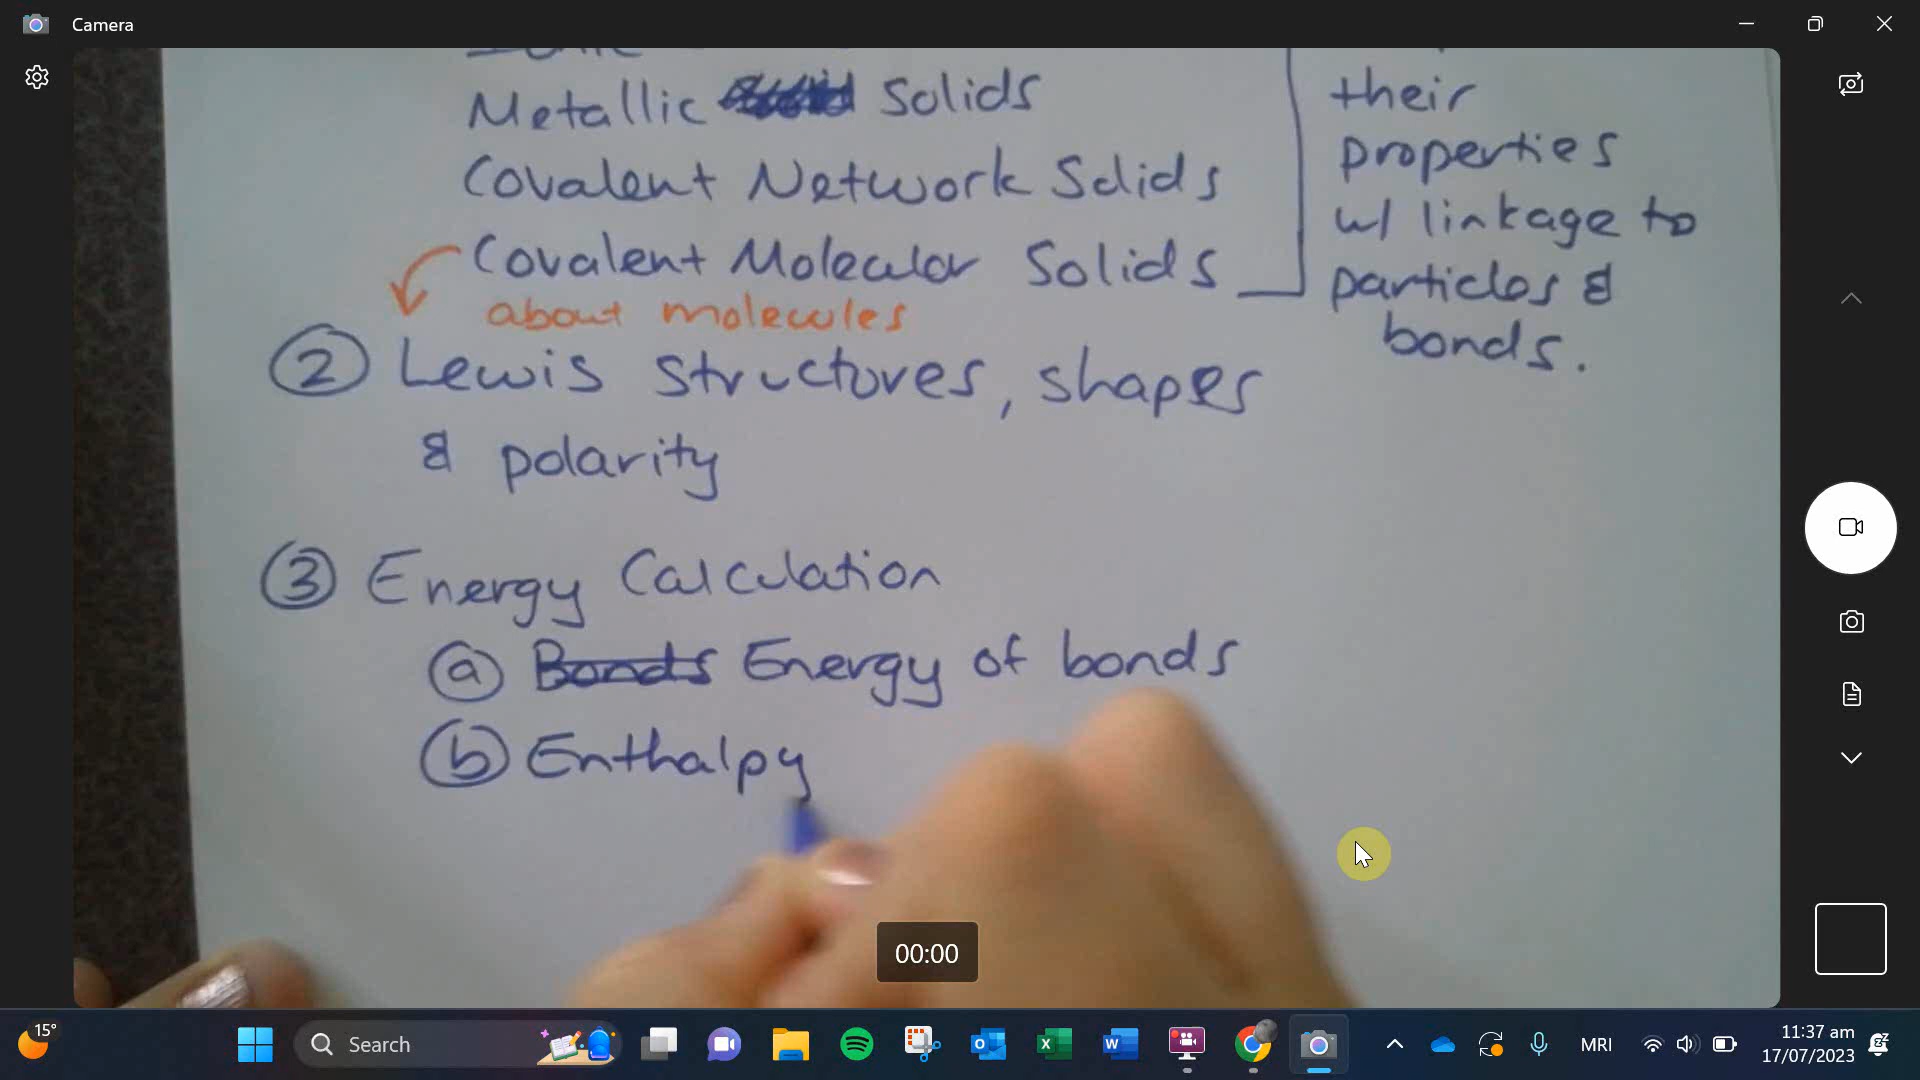 Camera
Metallic Solids
Covalent Network Solids
Covalent Molecular Solids
their
properties
w/ linkage to
particles &
bonds.
about molecules
② Lewis structures, shapes
& polarity
③ Energy Calculation
ⓐ Bonds Energy of bonds
ⓑ Enthalpy
00:00
15°
Search
MRI
11:37 am
17/07/2023